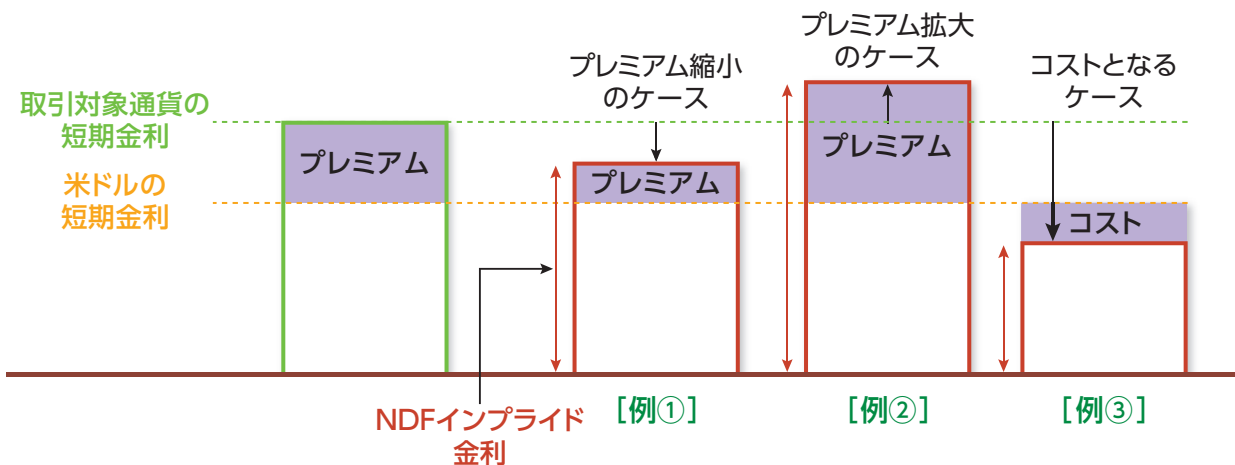 取引対象通貨の
短期金利
米ドルの
短期金利
プレミアム
プレミアム縮小
のケース
プレミアム
プレミアム拡大
のケース
プレミアム
コストとなる
ケース
コスト
NDFインプライド
金利
［例①］
［例②］
［例③］